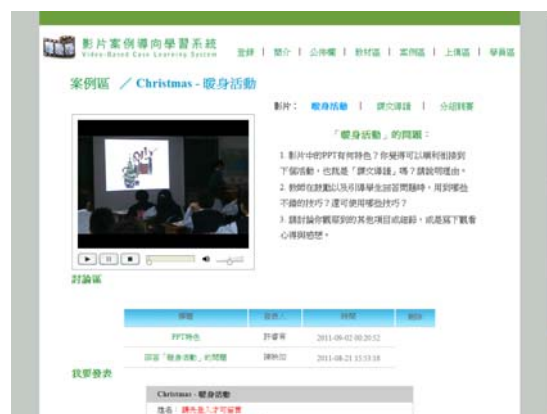 影片案例導向學習系統
Video-Based Case Learning System
登錄 | 簡介 | 公佈欄 | 教材區 | 案例區 | 上傳區 | 學員區
案例區 / Christmas - 暖身活動
影片： 暖身活動 | 課文導讀 | 分組競賽
「暖身活動」的問題：
1. 影片中的PPT有何特色？你覺得可以順利銜接到
下個活動，也就是「課文導讀」嗎？請說明理由。
2. 教師在鼓勵以及引導學生回答問題時，用到哪些
不錯的技巧？還可使用哪些技巧？
3. 請討論你觀察到的其他項目或細節，或是寫下觀看
心得與感想。
討論區
標題 發表人 時間 刪除
PPT特色 2011-09-02 00:20:52
回答「暖身活動」的問題 2011-08-21 15:53:18
我要發表
Christmas - 暖身活動
姓名： 請先登入才可留言